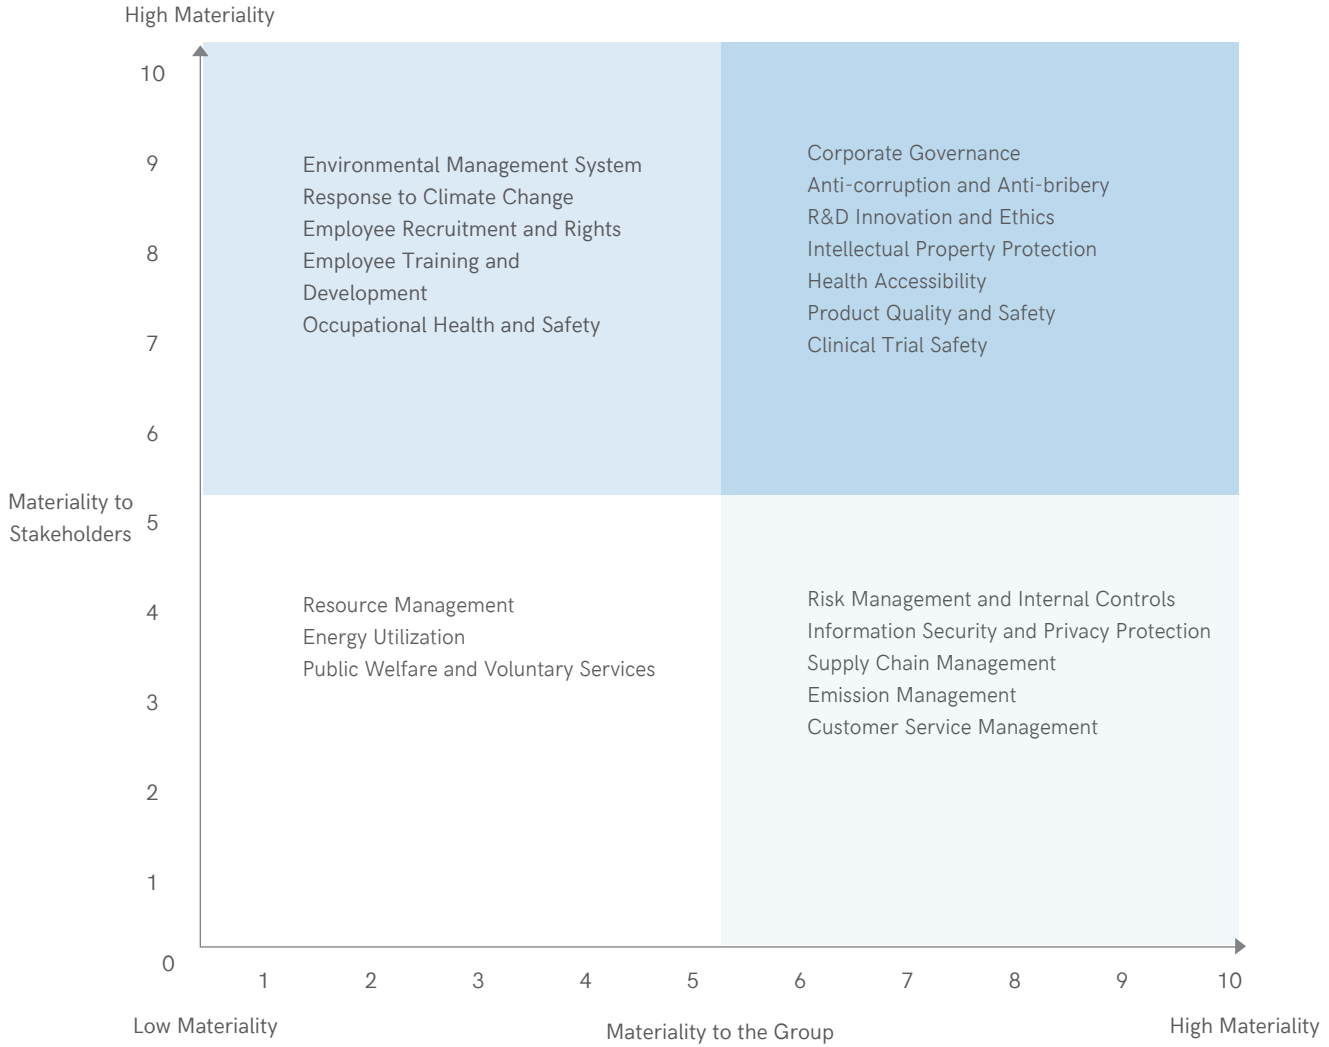 High Materiality
10
9
8
7
6
5
4
3
2
1
0
Materiality to
Stakeholders
Environmental Management System
Response to Climate Change
Employee Recruitment and Rights
Employee Training and
Development
Occupational Health and Safety
Corporate Governance
Anti-corruption and Anti-bribery
R&D Innovation and Ethics
Intellectual Property Protection
Health Accessibility
Product Quality and Safety
Clinical Trial Safety
Resource Management
Energy Utilization
Public Welfare and Voluntary Services
Risk Management and Internal Controls
Information Security and Privacy Protection
Supply Chain Management
Emission Management
Customer Service Management
1 2 3 4 5 6 7 8 9 10
Low Materiality
Materiality to the Group
High Materiality